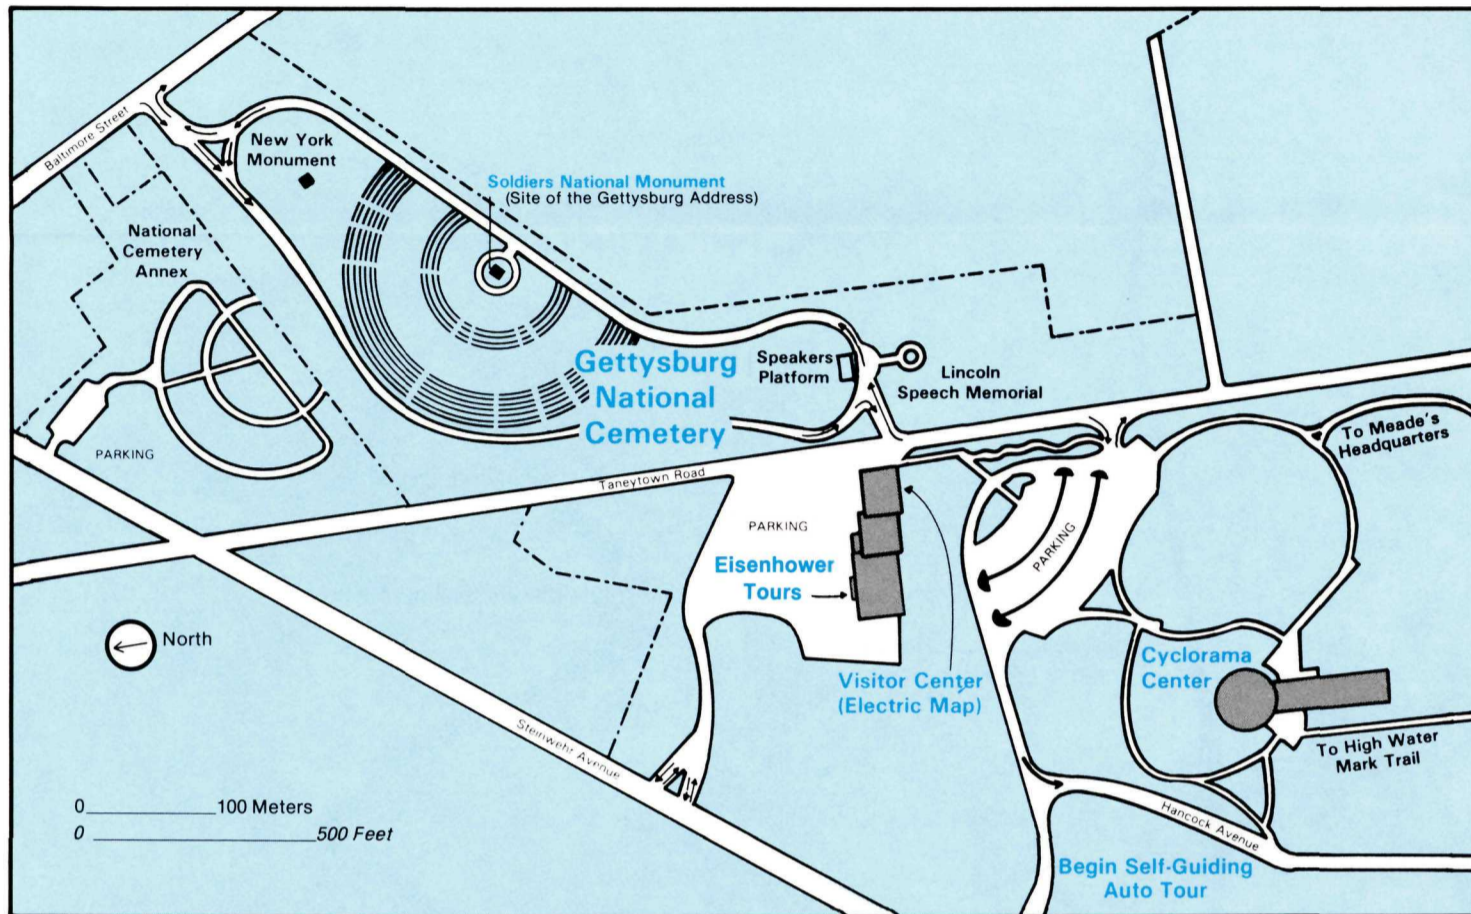 Baltimore Street
New York
Monument
Soldiers National Monument
(Site of the Gettysburg Address)
National
Cemetery
Annex
Gettysburg
National
Cemetery
Speakers
Platform
Lincoln
Speech Memorial
To Meade's
Headquarters
PARKING
Taneytown Road
PARKING
PARKING
Eisenhower
Tours
North
Visitor Center
(Electric Map)
Cyclorama
Center
Steinwehr Avenue
To High Water
Mark Trail
0 100 Meters
0 500 Feet
Hancock Avenue
Begin Self-Guiding
Auto Tour